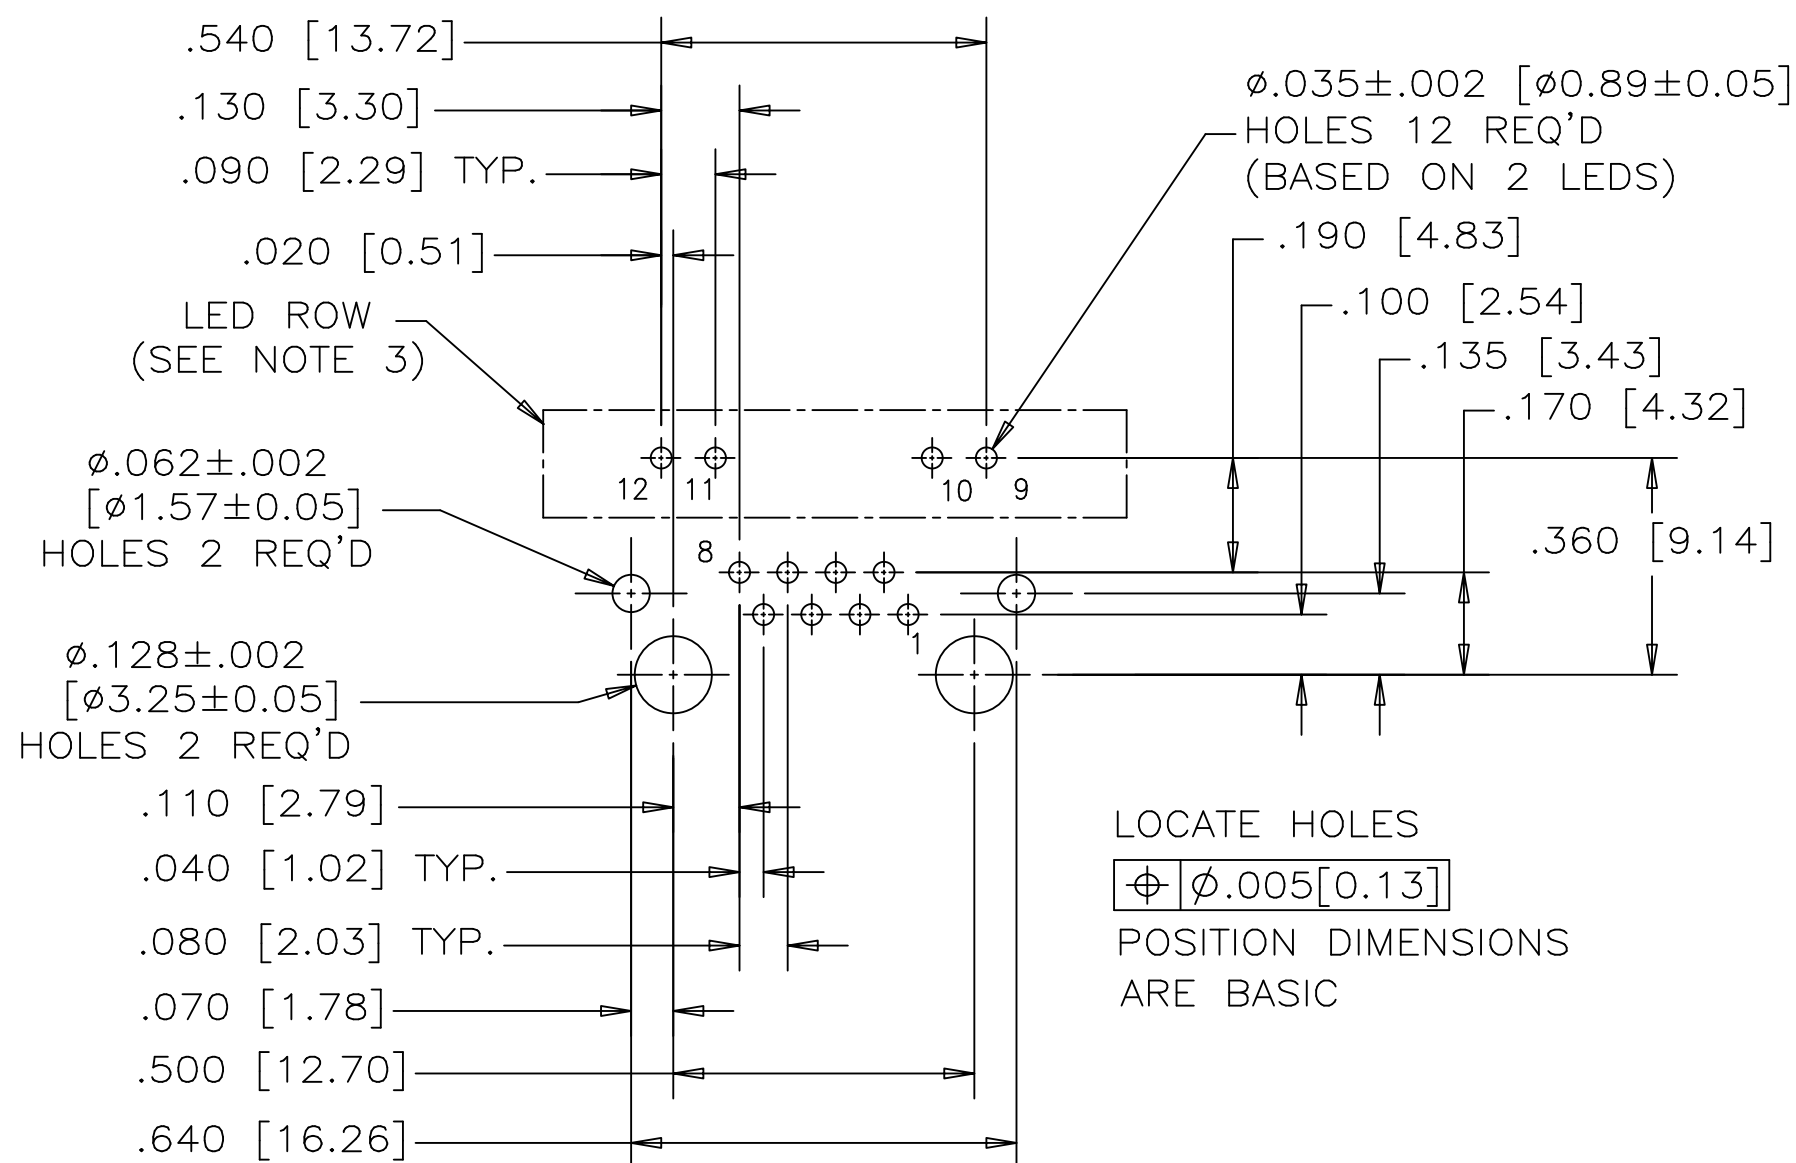 .540 [13.72]
.130 [3.30]
.090 [2.29] TYP.
.020 [0.51]
LED ROW
(SEE NOTE 3)
ø.062±.002
[ø1.57±0.05]
HOLES 2 REQ'D
ø.128±.002
[ø3.25±0.05]
HOLES 2 REQ'D
.110 [2.79]
.040 [1.02] TYP.
.080 [2.03] TYP.
.070 [1.78]
.500 [12.70]
.640 [16.26]
12 11 10 9
8
1
ø.035±.002 [ø0.89±0.05]
HOLES 12 REQ'D
(BASED ON 2 LEDS)
.190 [4.83]
.100 [2.54]
.135 [3.43]
.170 [4.32]
.360 [9.14]
LOCATE HOLES
⌖ ø.005[0.13]
POSITION DIMENSIONS
ARE BASIC